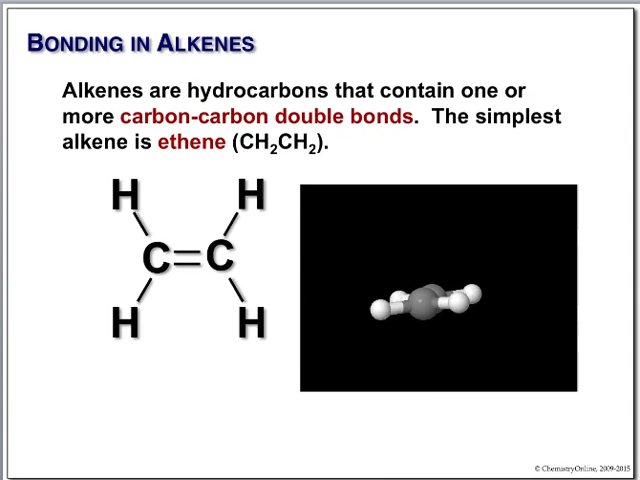 BONDING IN ALKENES
Alkenes are hydrocarbons that contain one or
more carbon-carbon double bonds. The simplest
alkene is ethene (CH₂CH₂).
H H
C=C
H H
© ChemistryOnline, 2009-2015